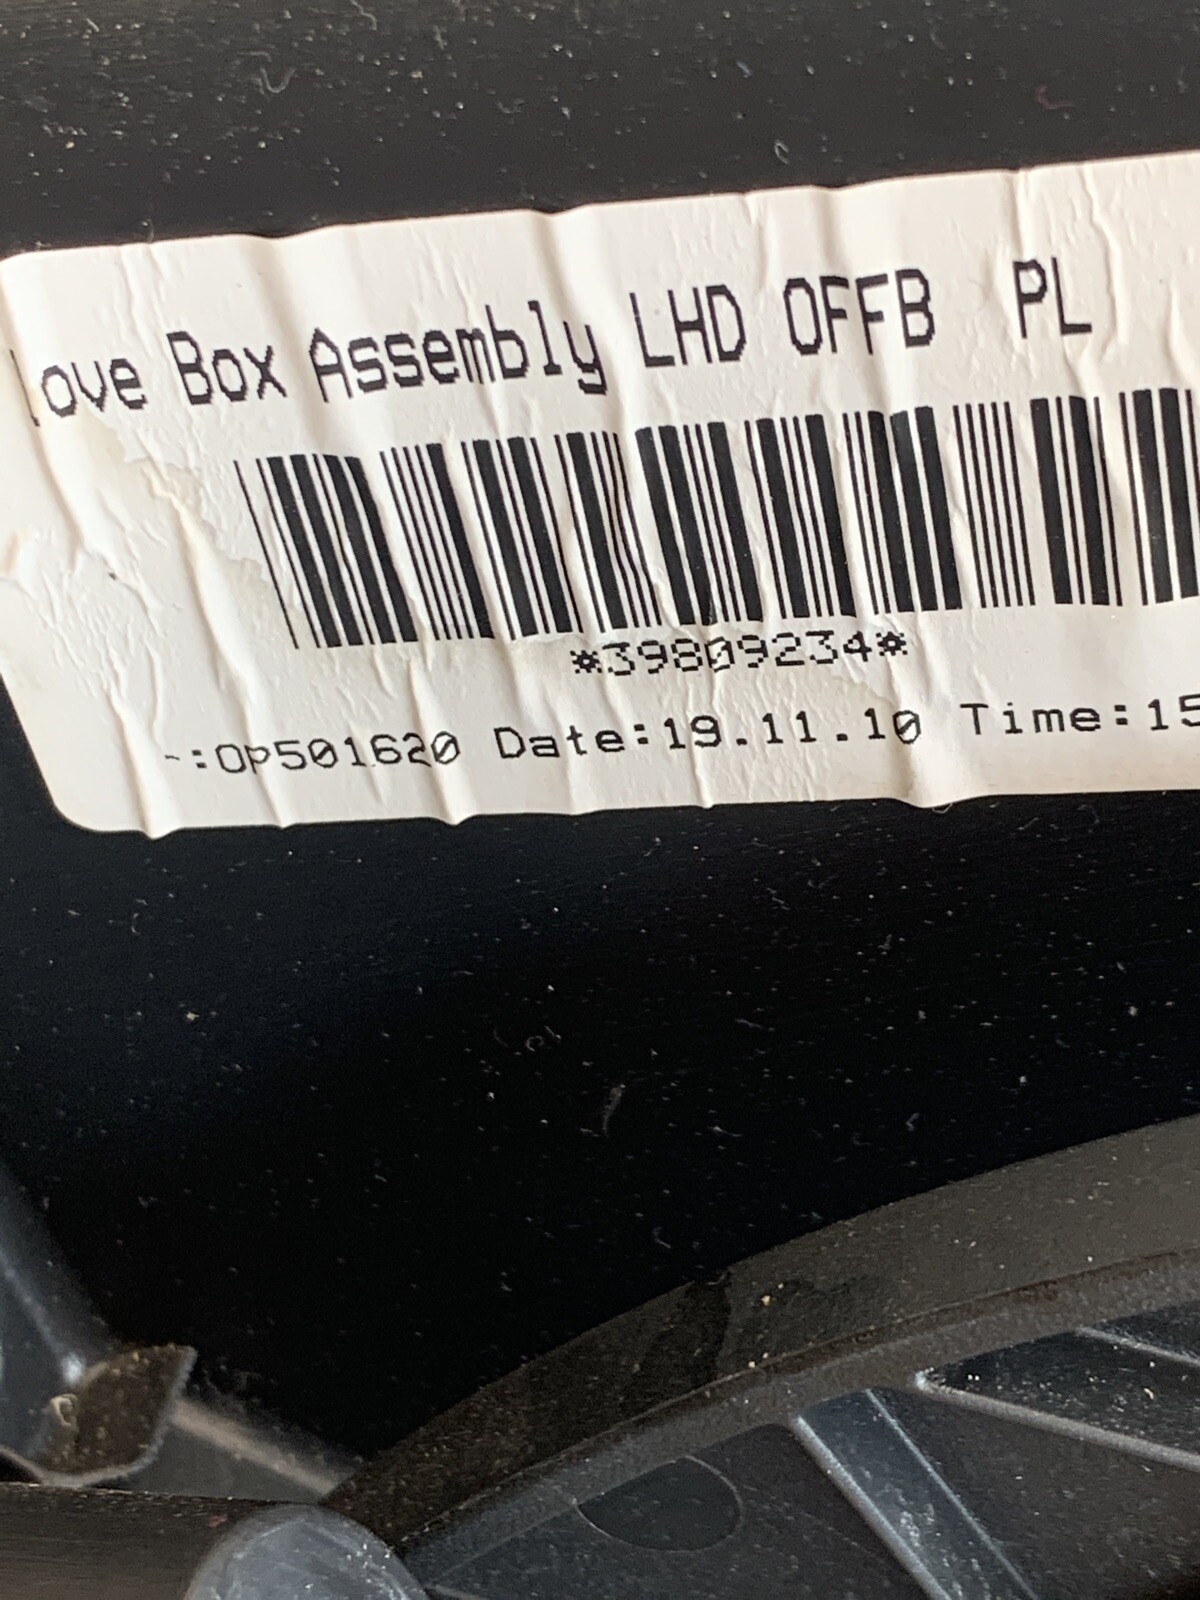 love Box Assembly LHD OFFB PL
*39809234*
:OP501620 Date:19.11.10 Time:15